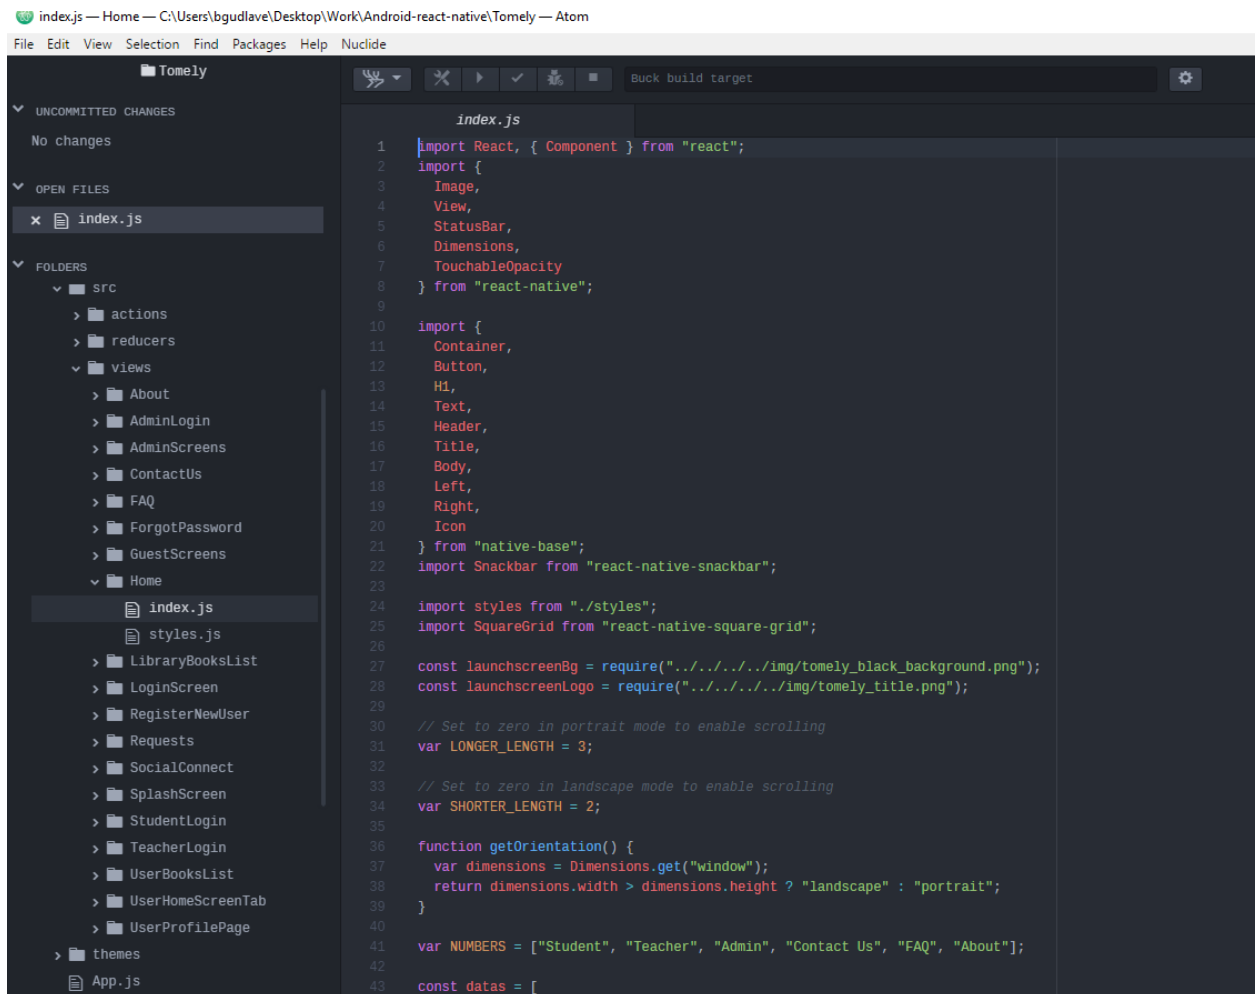 index.js — Home — C:\Users\bgudlave\Desktop\Work\Android-react-native\Tomely — Atom
File Edit View Selection Find Packages Help Nuclide
Tomely
UNCOMMITTED CHANGES
No changes
OPEN FILES
index.js
FOLDERS
src
actions
reducers
views
About
AdminLogin
AdminScreens
ContactUs
FAQ
ForgotPassword
GuestScreens
Home
index.js
styles.js
LibraryBooksList
LoginScreen
RegisterNewUser
Requests
SocialConnect
SplashScreen
StudentLogin
TeacherLogin
UserBooksList
UserHomeScreenTab
UserProfilePage
themes
App.js
Buck build target
index.js
1 import React, { Component } from "react";
2 import {
3   Image,
4   View,
5   StatusBar,
6   Dimensions,
7   TouchableOpacity
8 } from "react-native";
9
10 import {
11   Container,
12   Button,
13   H1,
14   Text,
15   Header,
16   Title,
17   Body,
18   Left,
19   Right,
20   Icon
21 } from "native-base";
22 import Snackbar from "react-native-snackbar";
23
24 import styles from "./styles";
25 import SquareGrid from "react-native-square-grid";
26
27 const launchscreenBg = require("../../../../img/tomely_black_background.png");
28 const launchscreenLogo = require("../../../../img/tomely_title.png");
29
30 // Set to zero in portrait mode to enable scrolling
31 var LONGER_LENGTH = 3;
32
33 // Set to zero in landscape mode to enable scrolling
34 var SHORTER_LENGTH = 2;
35
36 function getOrientation() {
37   var dimensions = Dimensions.get("window");
38   return dimensions.width > dimensions.height ? "landscape" : "portrait";
39 }
40
41 var NUMBERS = ["Student", "Teacher", "Admin", "Contact Us", "FAQ", "About"];
42
43 const datas = [